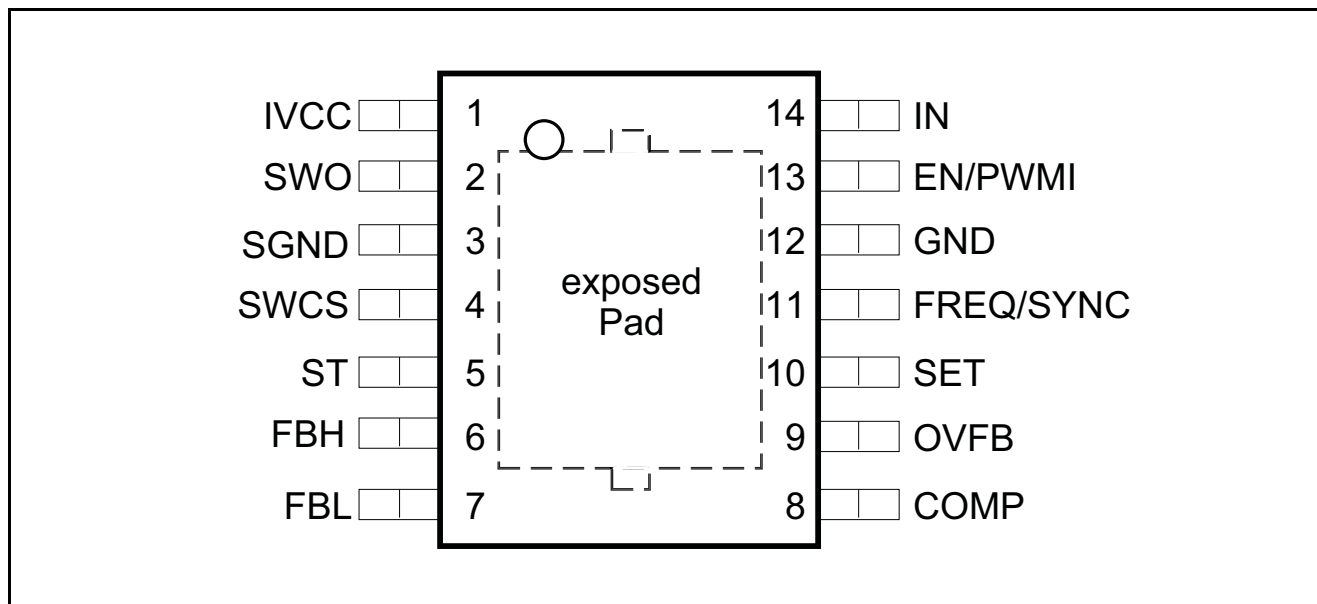 IVCC 1 14 IN
SWO 2 13 EN/PWMI
SGND 3 12 GND
SWCS 4 11 FREQ/SYNC
exposed
Pad
ST 5 10 SET
FBH 6 9 OVFB
FBL 7 8 COMP